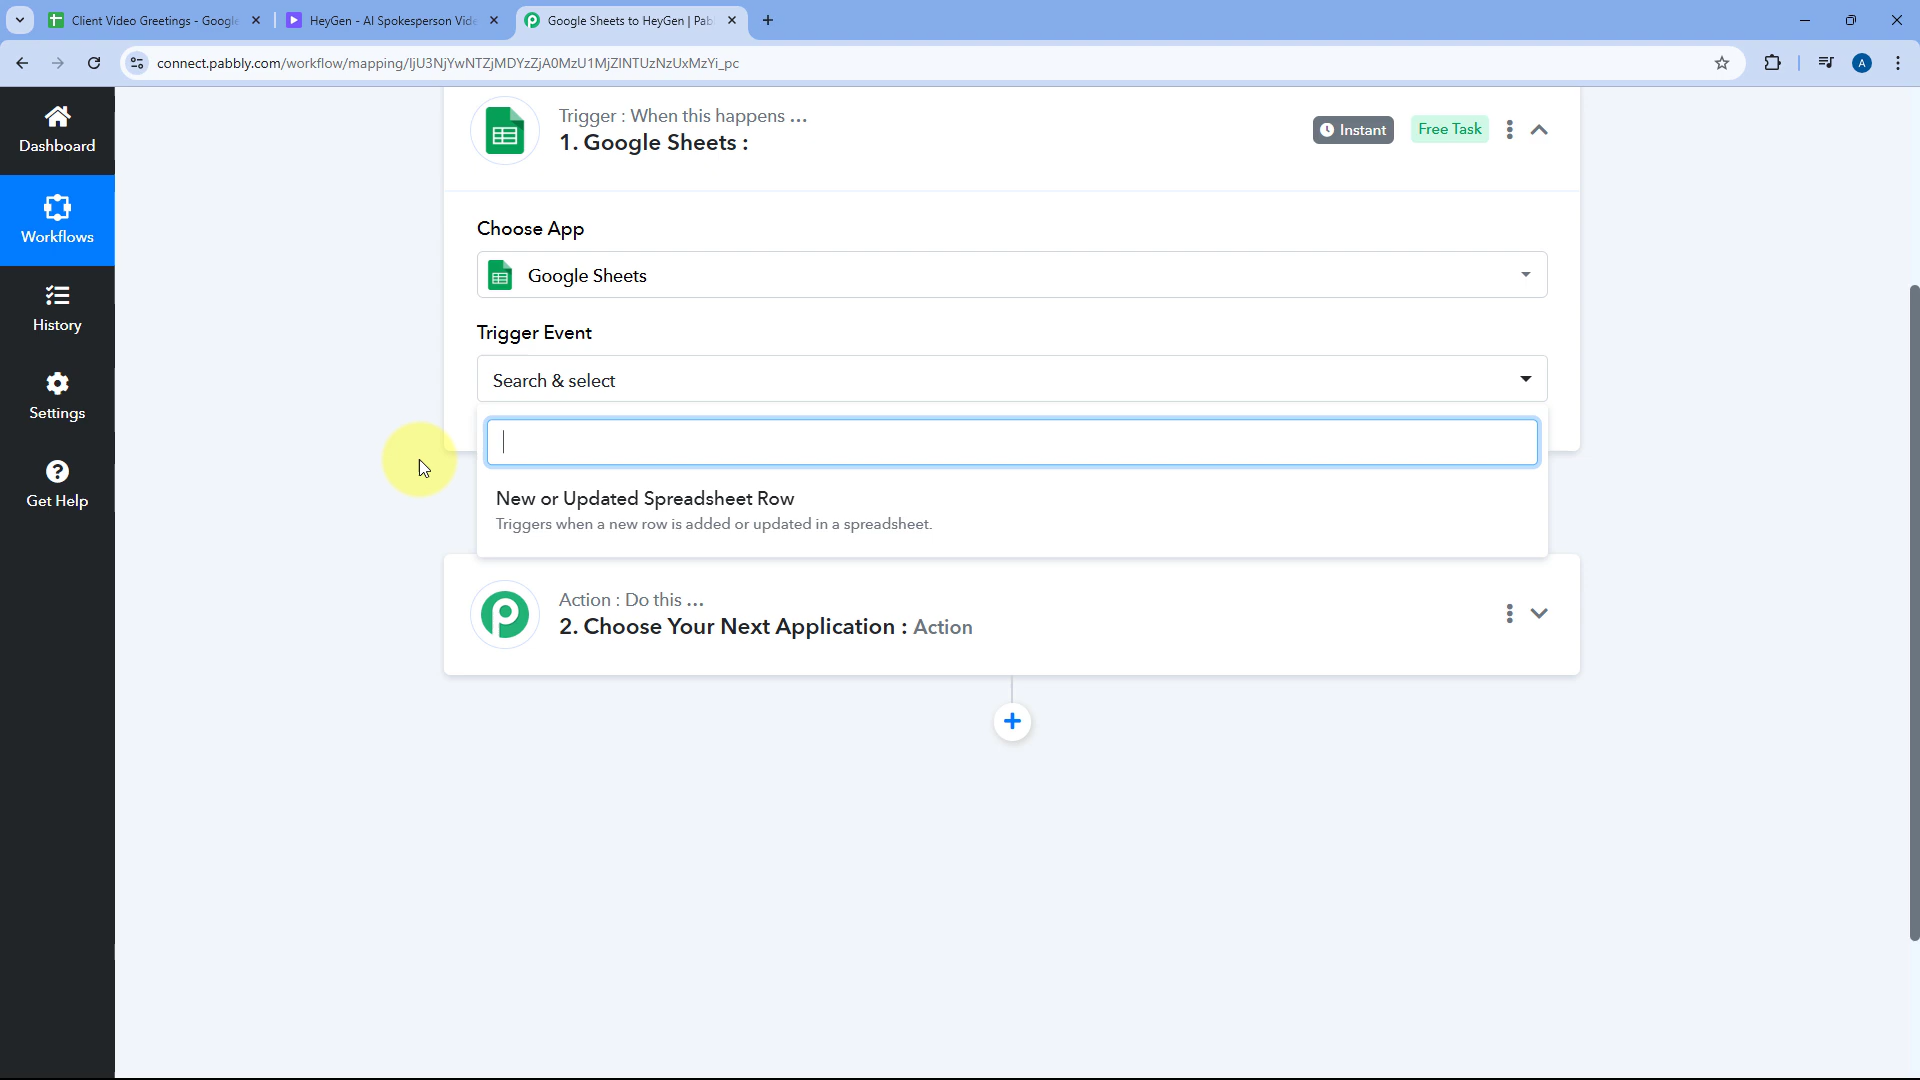 Client Video Greetings - Google
HeyGen - AI Spokesperson Vide
Google Sheets to HeyGen | Pab
connect.pabbly.com/workflow/mapping/IjU3NjYwNTZjMDYzZjA0MzU1MjZlNTUzNzUxMzYi_pc
A
Dashboard
Workflows
History
Settings
Get Help
Trigger : When this happens ...
1. Google Sheets :
Instant
Free Task
Choose App
Google Sheets
Trigger Event
Search & select
New or Updated Spreadsheet Row
Triggers when a new row is added or updated in a spreadsheet.
Action : Do this ...
2. Choose Your Next Application : Action